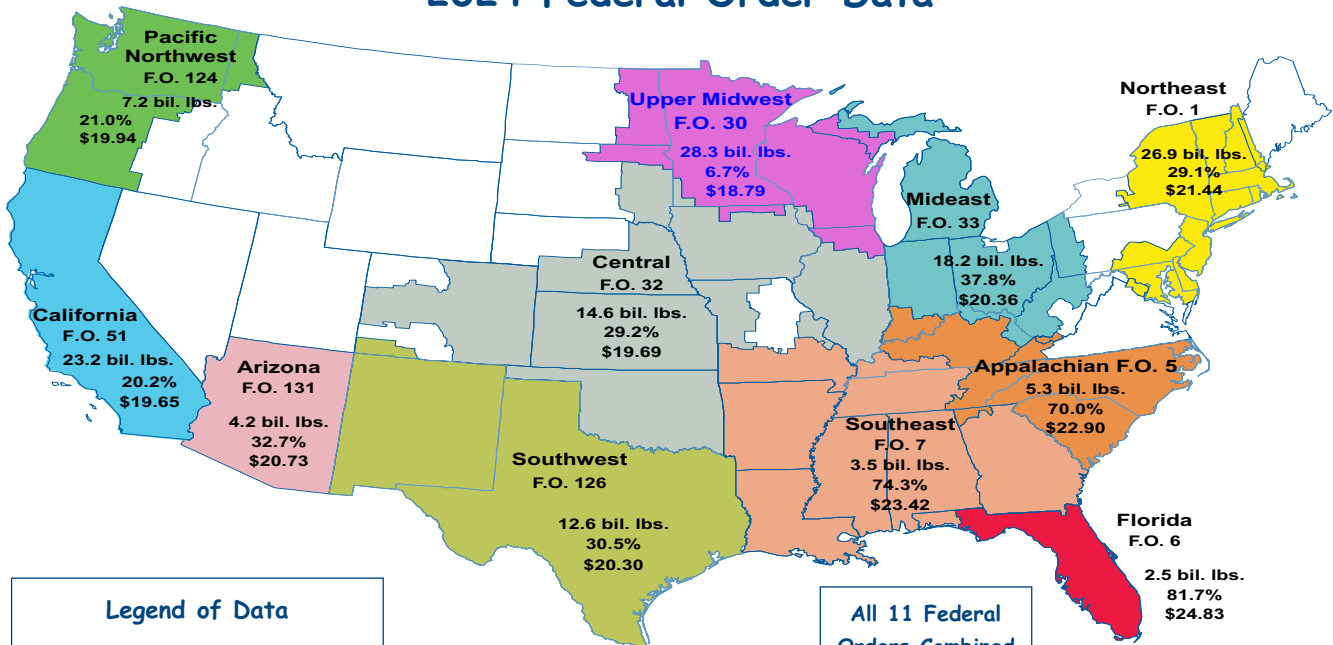 2024 Federal Order Data
Pacific
Northwest
F.O. 124
7.2 bil. lbs.
21.0%
$19.94
Upper Midwest
F.O. 30
28.3 bil. lbs.
6.7%
$18.79
Northeast
F.O. 1
26.9 bil. lbs.
29.1%
$21.44
Mideast
F.O. 33
18.2 bil. lbs.
37.8%
$20.36
Central
F.O. 32
14.6 bil. lbs.
29.2%
$19.69
California
F.O. 51
23.2 bil. lbs.
20.2%
$19.65
Arizona
F.O. 131
4.2 bil. lbs.
32.7%
$20.73
Appalachian F.O. 5
5.3 bil. lbs.
70.0%
$22.90
Southeast
F.O. 7
3.5 bil. lbs.
74.3%
$23.42
Southwest
F.O. 126
12.6 bil. lbs.
30.5%
$20.30
Florida
F.O. 6
2.5 bil. lbs.
81.7%
$24.83
Legend of Data
All 11 Federal
Orders Combined